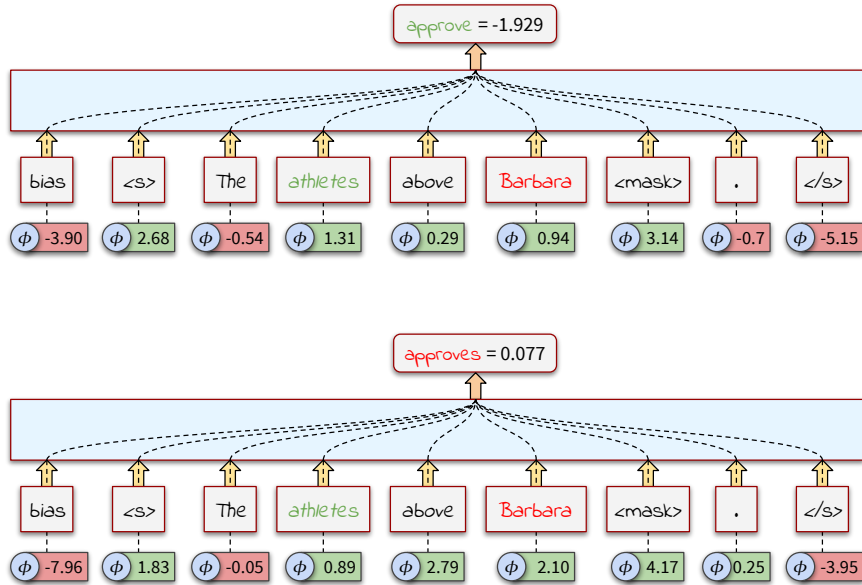 approve = -1.929
bias <s> The athletes above Barbara <mask> . </s>
ϕ -3.90 ϕ 2.68 ϕ -0.54 ϕ 1.31 ϕ 0.29 ϕ 0.94 ϕ 3.14 ϕ -0.7 ϕ -5.15
approves = 0.077
bias <s> The athletes above Barbara <mask> . </s>
ϕ -7.96 ϕ 1.83 ϕ -0.05 ϕ 0.89 ϕ 2.79 ϕ 2.10 ϕ 4.17 ϕ 0.25 ϕ -3.95